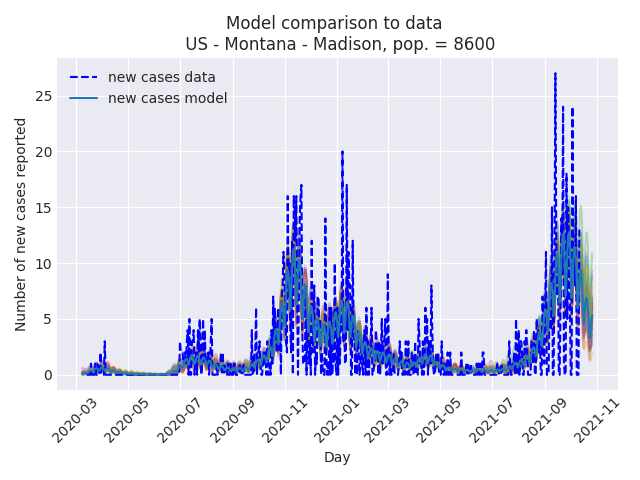 Model comparison to data
US - Montana - Madison, pop. = 8600
new cases data
new cases model
Number of new cases reported
25
20
15
10
5
0
2020-03
2020-05
2020-07
2020-09
2020-11
2021-01
2021-03
2021-05
2021-07
2021-09
2021-11
Day